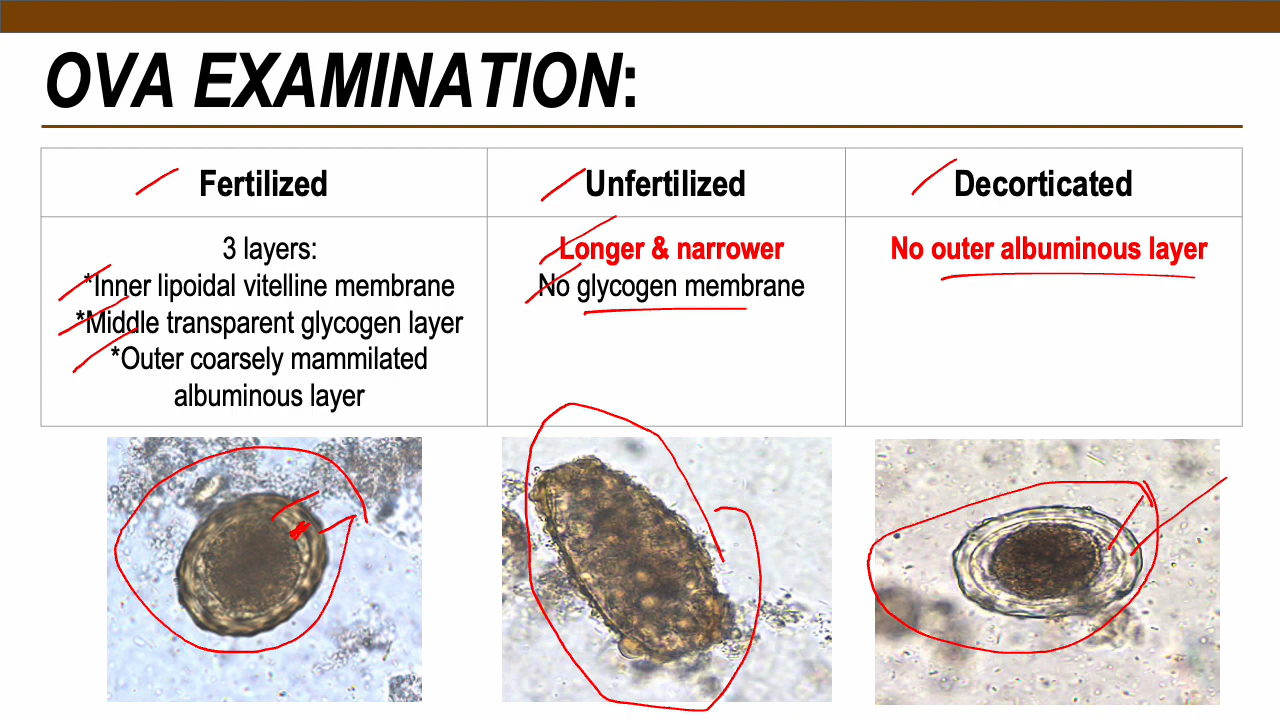 OVA EXAMINATION:
Fertilized
Unfertilized
Decorticated
3 layers:
*Inner lipoidal vitelline membrane
*Middle transparent glycogen layer
*Outer coarsely mammilated
albuminous layer
Longer & narrower
No glycogen membrane
No outer albuminous layer